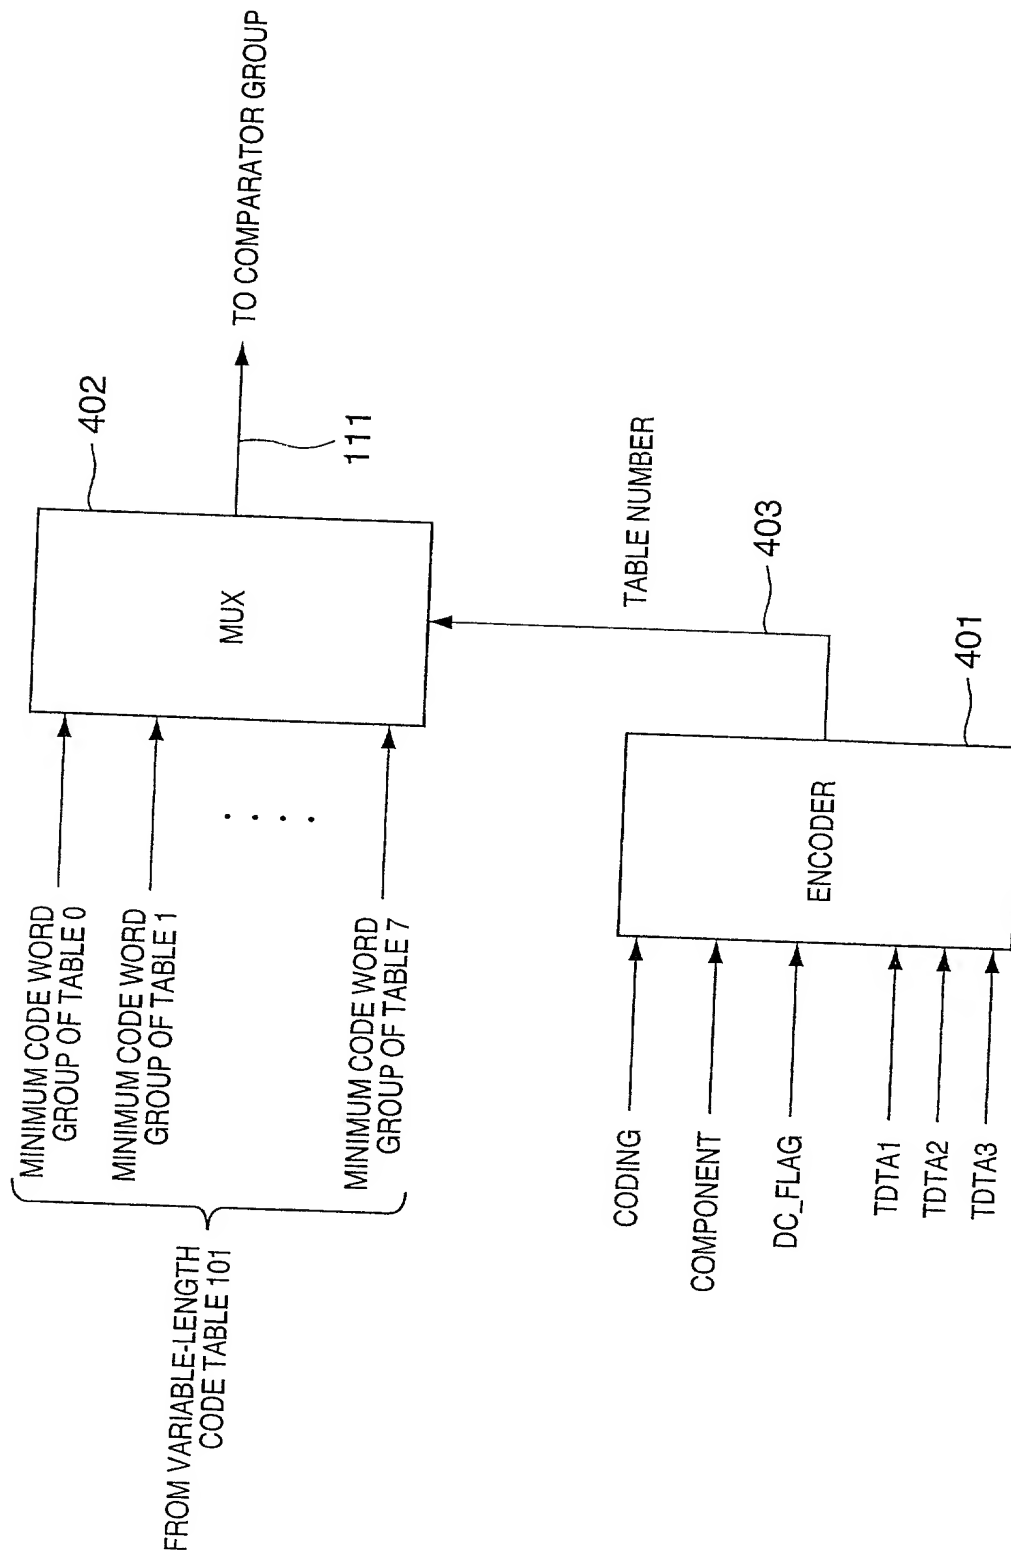 FROM VARIABLE-LENGTH
CODE TABLE 101
MINIMUM CODE WORD
GROUP OF TABLE 0
MINIMUM CODE WORD
GROUP OF TABLE 1
. . . .
MINIMUM CODE WORD
GROUP OF TABLE 7
MUX
402
111
TO COMPARATOR GROUP
TABLE NUMBER
403
CODING
COMPONENT
DC_FLAG
TDTA1
TDTA2
TDTA3
ENCODER
401